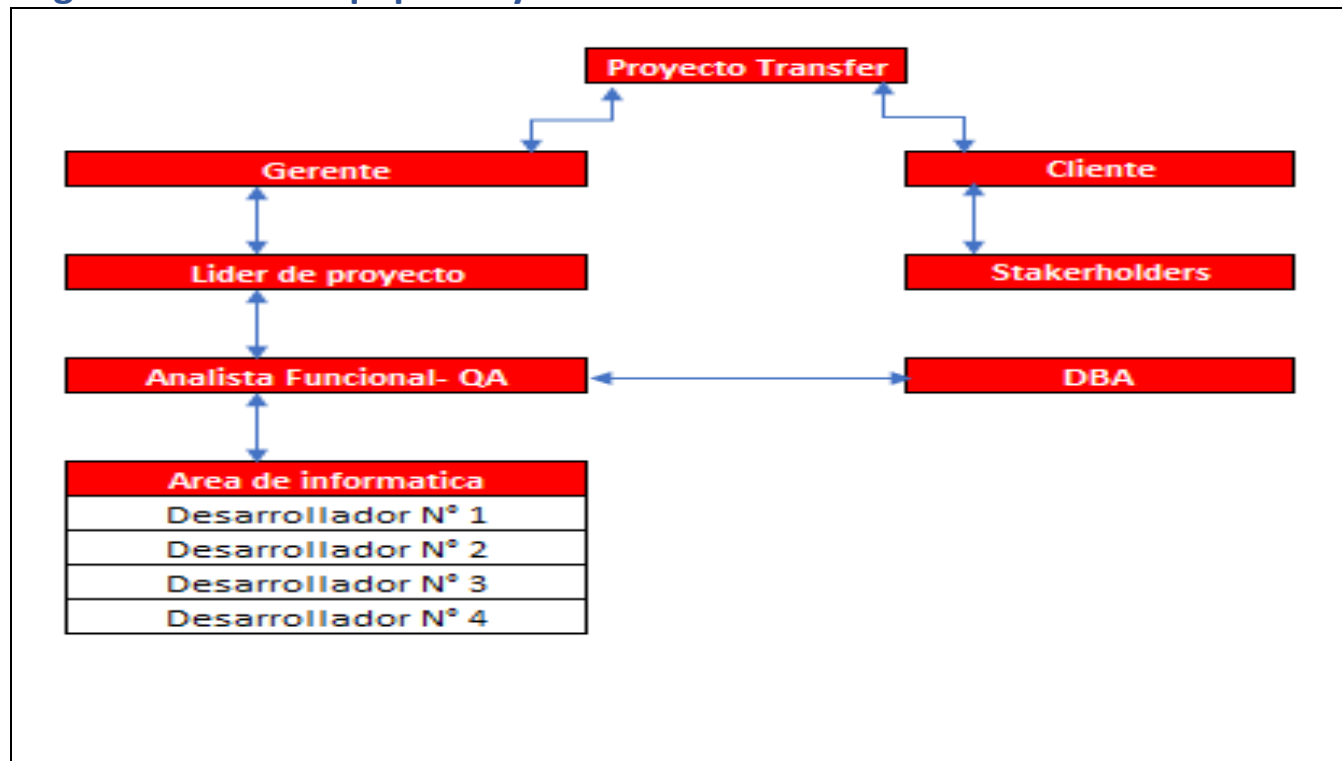 Proyecto Transfer
Gerente
Cliente
Lider de proyecto
Stakerholders
Analista Funcional- QA
DBA
Area de informatica
Desarrollador N° 1
Desarrollador N° 2
Desarrollador N° 3
Desarrollador N° 4